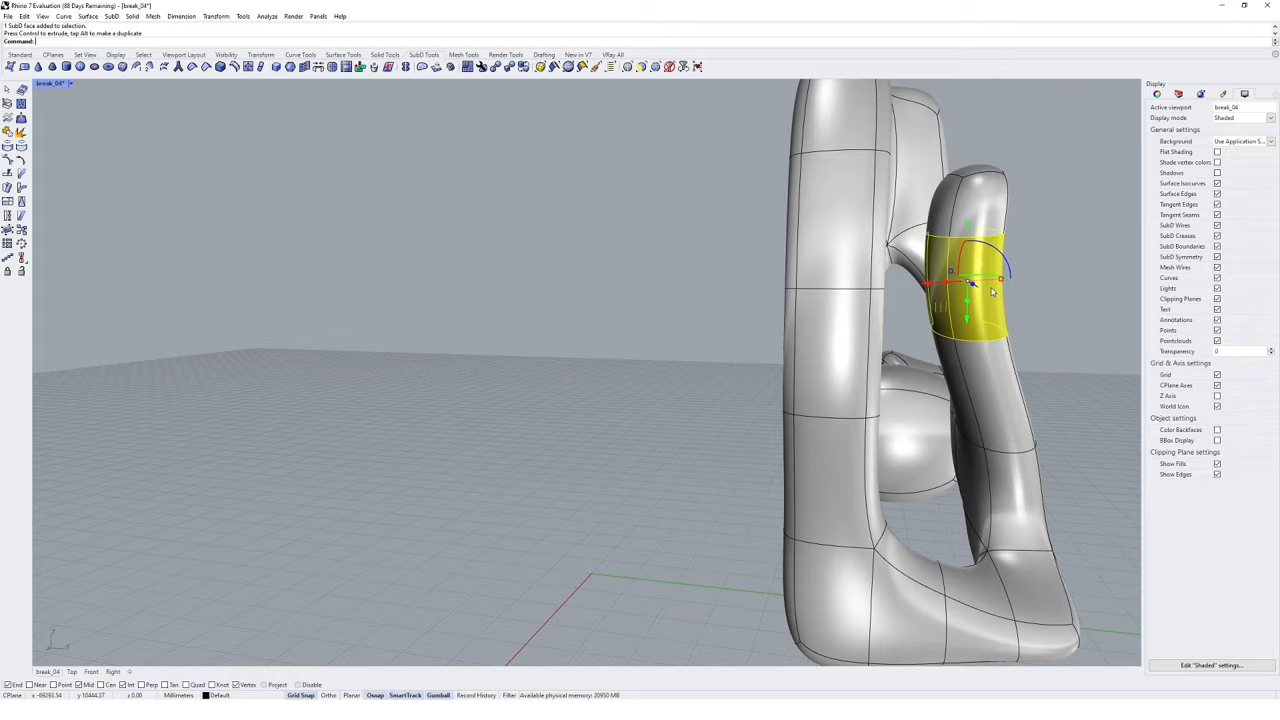 Rhino 7 Evaluation (88 Days Remaining) - [break_04*]
File Edit View Curve Surface SubD Solid Mesh Dimension Transform Tools Analyze Render Panels Help
1 SubD face added to selection.
Press Control to extrude, tap Alt to make a duplicate
Command:
Standard CPlanes Set View Display Select Viewport Layout Visibility Transform Curve Tools Surface Tools Solid Tools SubD Tools Mesh Tools Render Tools Drafting New in V7 VRay All
break_04*
Display
Active viewport break_04
Display mode Shaded
General settings
Background Use Application S...
Flat Shading
Shade vertex colors
Shadows
Surface Isocurves
Surface Edges
Tangent Edges
Tangent Seams
SubD Wires
SubD Creases
SubD Boundaries
SubD Symmetry
Mesh Wires
Curves
Lights
Clipping Planes
Text
Annotations
Points
Pointclouds
Transparency 0
Grid & Axis settings
Grid
CPlane Axes
Z Axis
World Icon
Object settings
Color Backfaces
BBox Display
Clipping Plane settings
Show Fills
Show Edges
Edit "Shaded" settings...
break_04 Top Front Right
End Near Point Mid Cen Int Perp Tan Quad Knot Vertex Project Disable
CPlane x -69293.54 y 10444.37 z 0.00 Millimeters Default Grid Snap Ortho Planar Osnap SmartTrack Gumball Record History Filter Available physical memory: 20950 MB